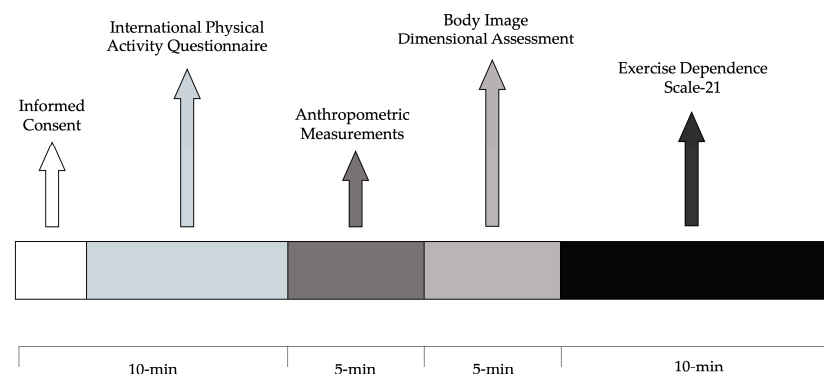 International Physical
Activity Questionnaire
Body Image
Dimensional Assessment
Exercise Dependence
Scale-21
Informed
Consent
Anthropometric
Measurements
10-min
5-min
5-min
10-min